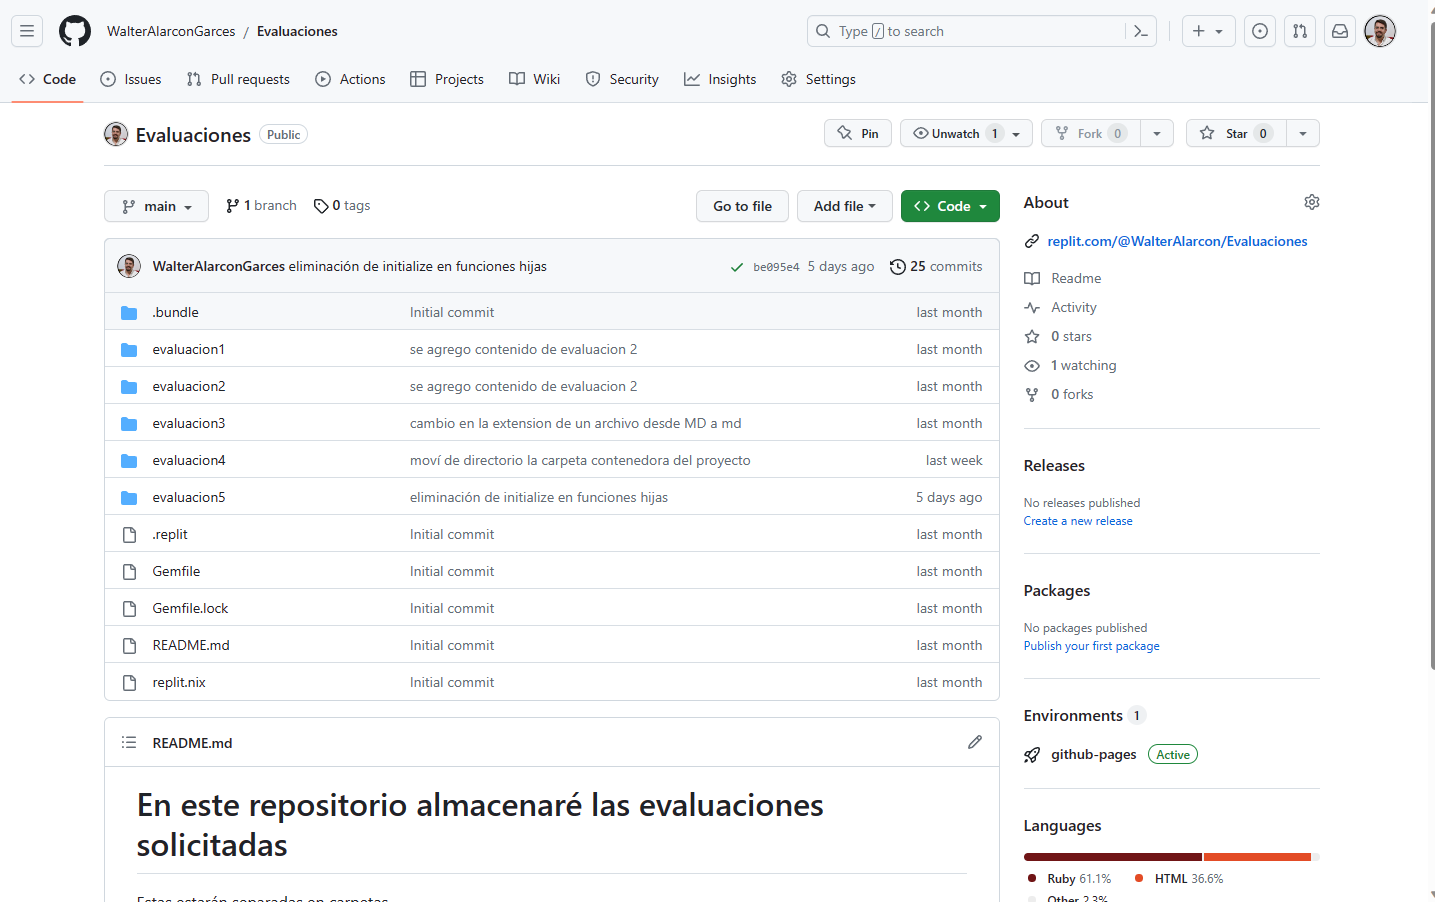 WalterAlarconGarces / Evaluaciones
Type / to search
Code Issues Pull requests Actions Projects Wiki Security Insights Settings
Evaluaciones Public
Pin Unwatch 1 Fork 0 Star 0
main 1 branch 0 tags Go to file Add file Code
WalterAlarconGarces eliminación de initialize en funciones hijas be095e4 5 days ago 25 commits
.bundle Initial commit last month
evaluacion1 se agrego contenido de evaluacion 2 last month
evaluacion2 se agrego contenido de evaluacion 2 last month
evaluacion3 cambio en la extension de un archivo desde MD a md last month
evaluacion4 moví de directorio la carpeta contenedora del proyecto last week
evaluacion5 eliminación de initialize en funciones hijas 5 days ago
.replit Initial commit last month
Gemfile Initial commit last month
Gemfile.lock Initial commit last month
README.md Initial commit last month
replit.nix Initial commit last month
README.md
En este repositorio almacenaré las evaluaciones
solicitadas
Estas estarán separadas en carpetas
About
replit.com/@WalterAlarcon/Evaluaciones
Readme
Activity
0 stars
1 watching
0 forks
Releases
No releases published
Create a new release
Packages
No packages published
Publish your first package
Environments 1
github-pages Active
Languages
Ruby 61.1% HTML 36.6%
Other 2.3%